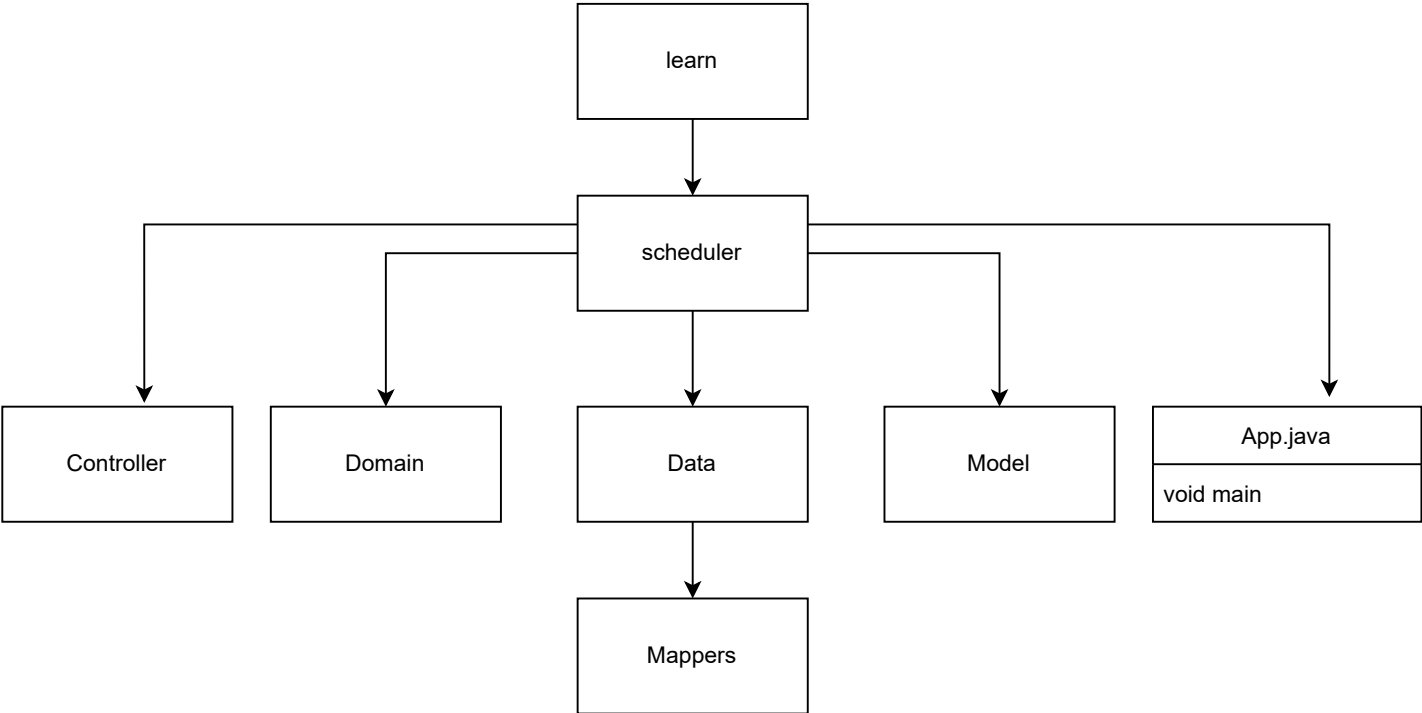 learn
scheduler
Controller
Domain
Data
Model
App.java
void main
Mappers